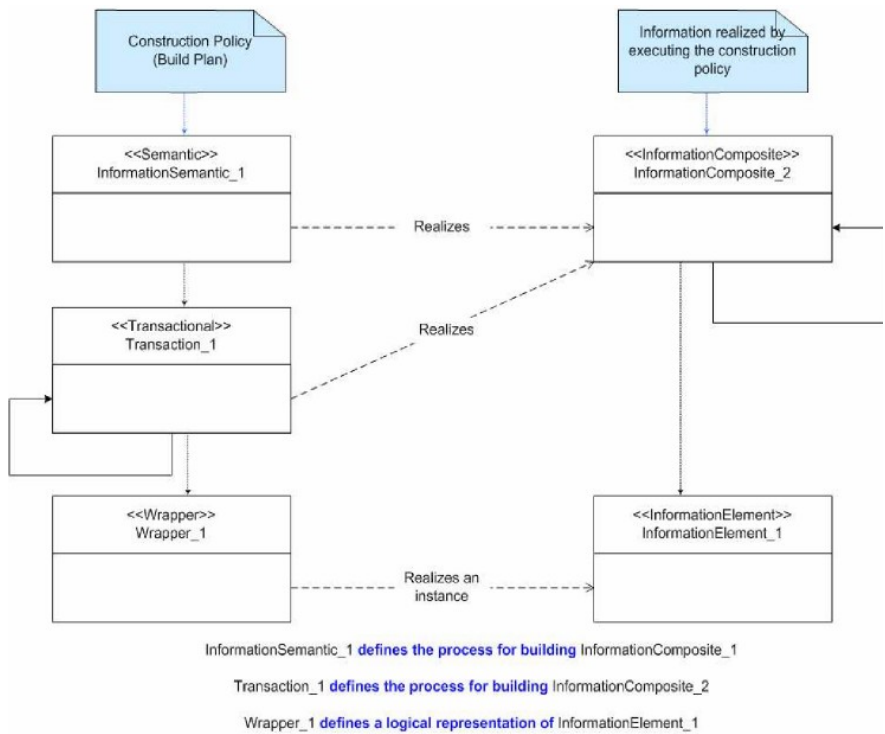 Construction Policy
(Build Plan)
Information realized by
executing the construction
policy
<<Semantic>>
InformationSemantic_1
<<InformationComposite>>
InformationComposite_2
Realizes
<<Transactional>>
Transaction_1
Realizes
<<Wrapper>>
Wrapper_1
<<InformationElement>>
InformationElement_1
Realizes an
instance
InformationSemantic_1 defines the process for building InformationComposite_1
Transaction_1 defines the process for building InformationComposite_2
Wrapper_1 defines a logical representation of InformationElement_1